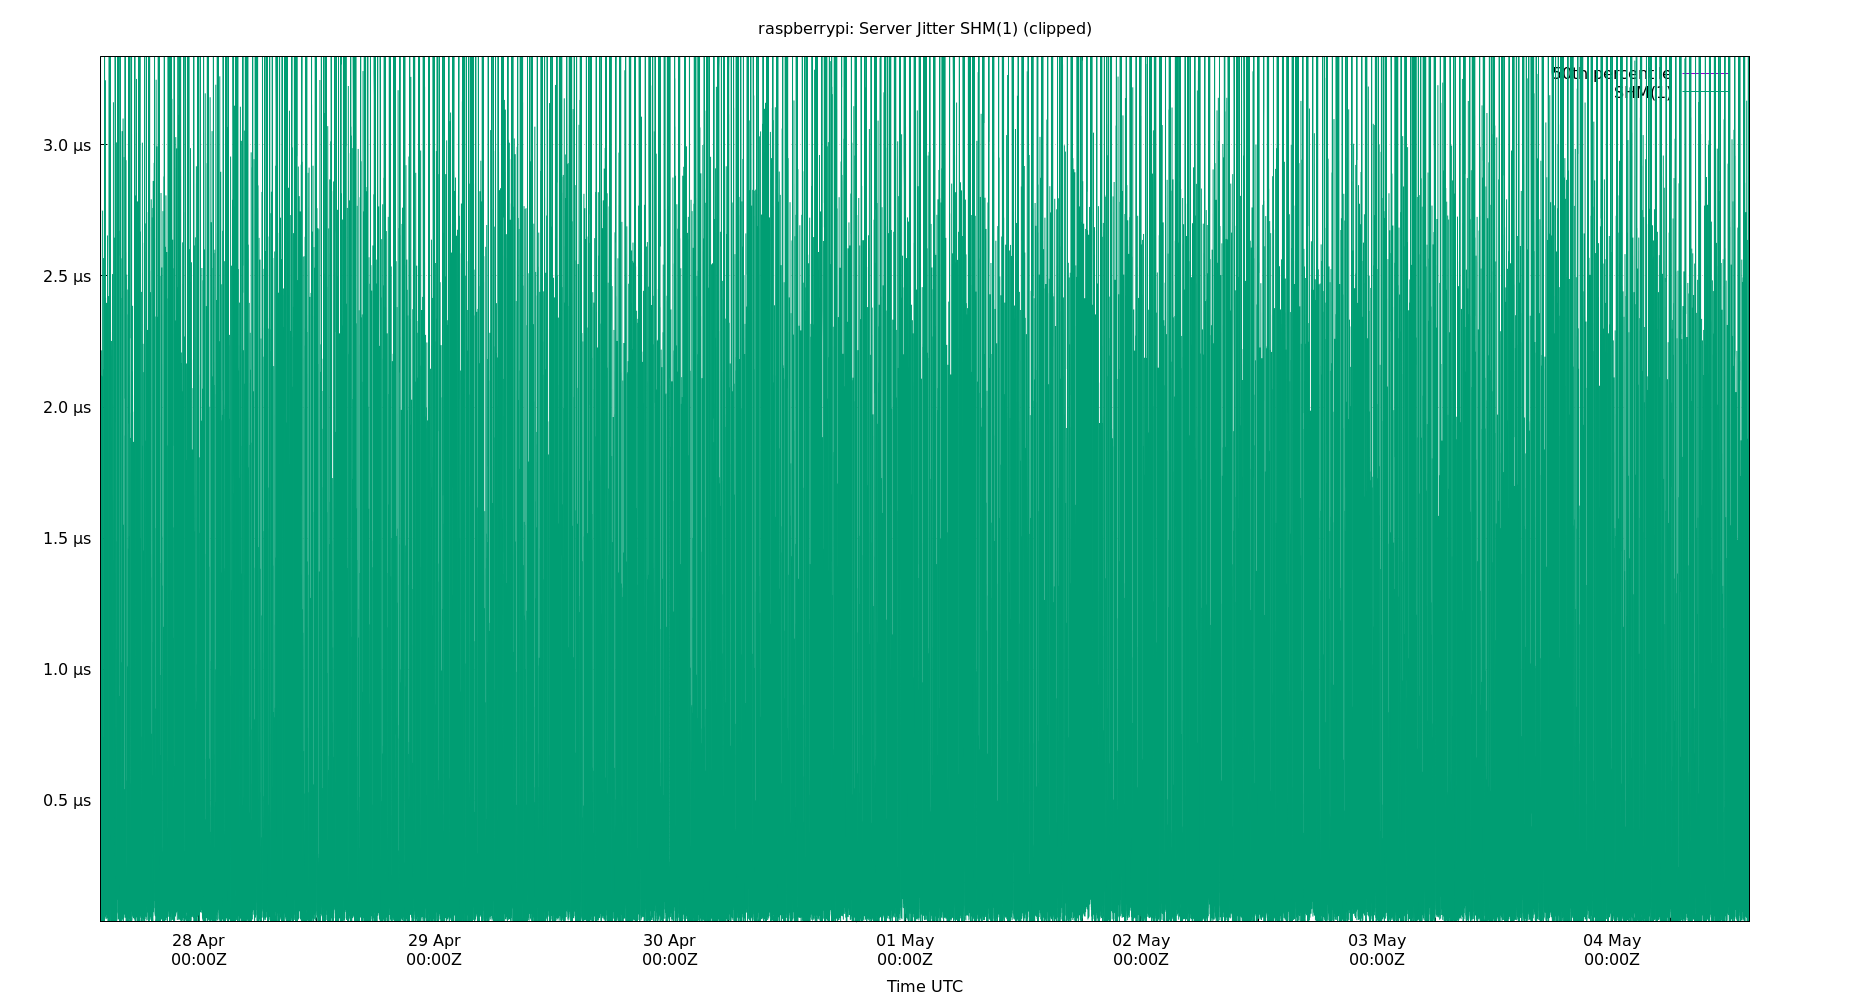 raspberrypi: Server Jitter SHM(1) (clipped)
50th percentile
SHM(1)
3.0 μs
2.5 μs
2.0 μs
1.5 μs
1.0 μs
0.5 μs
28 Apr
00:00Z
29 Apr
00:00Z
30 Apr
00:00Z
01 May
00:00Z
02 May
00:00Z
03 May
00:00Z
04 May
00:00Z
Time UTC